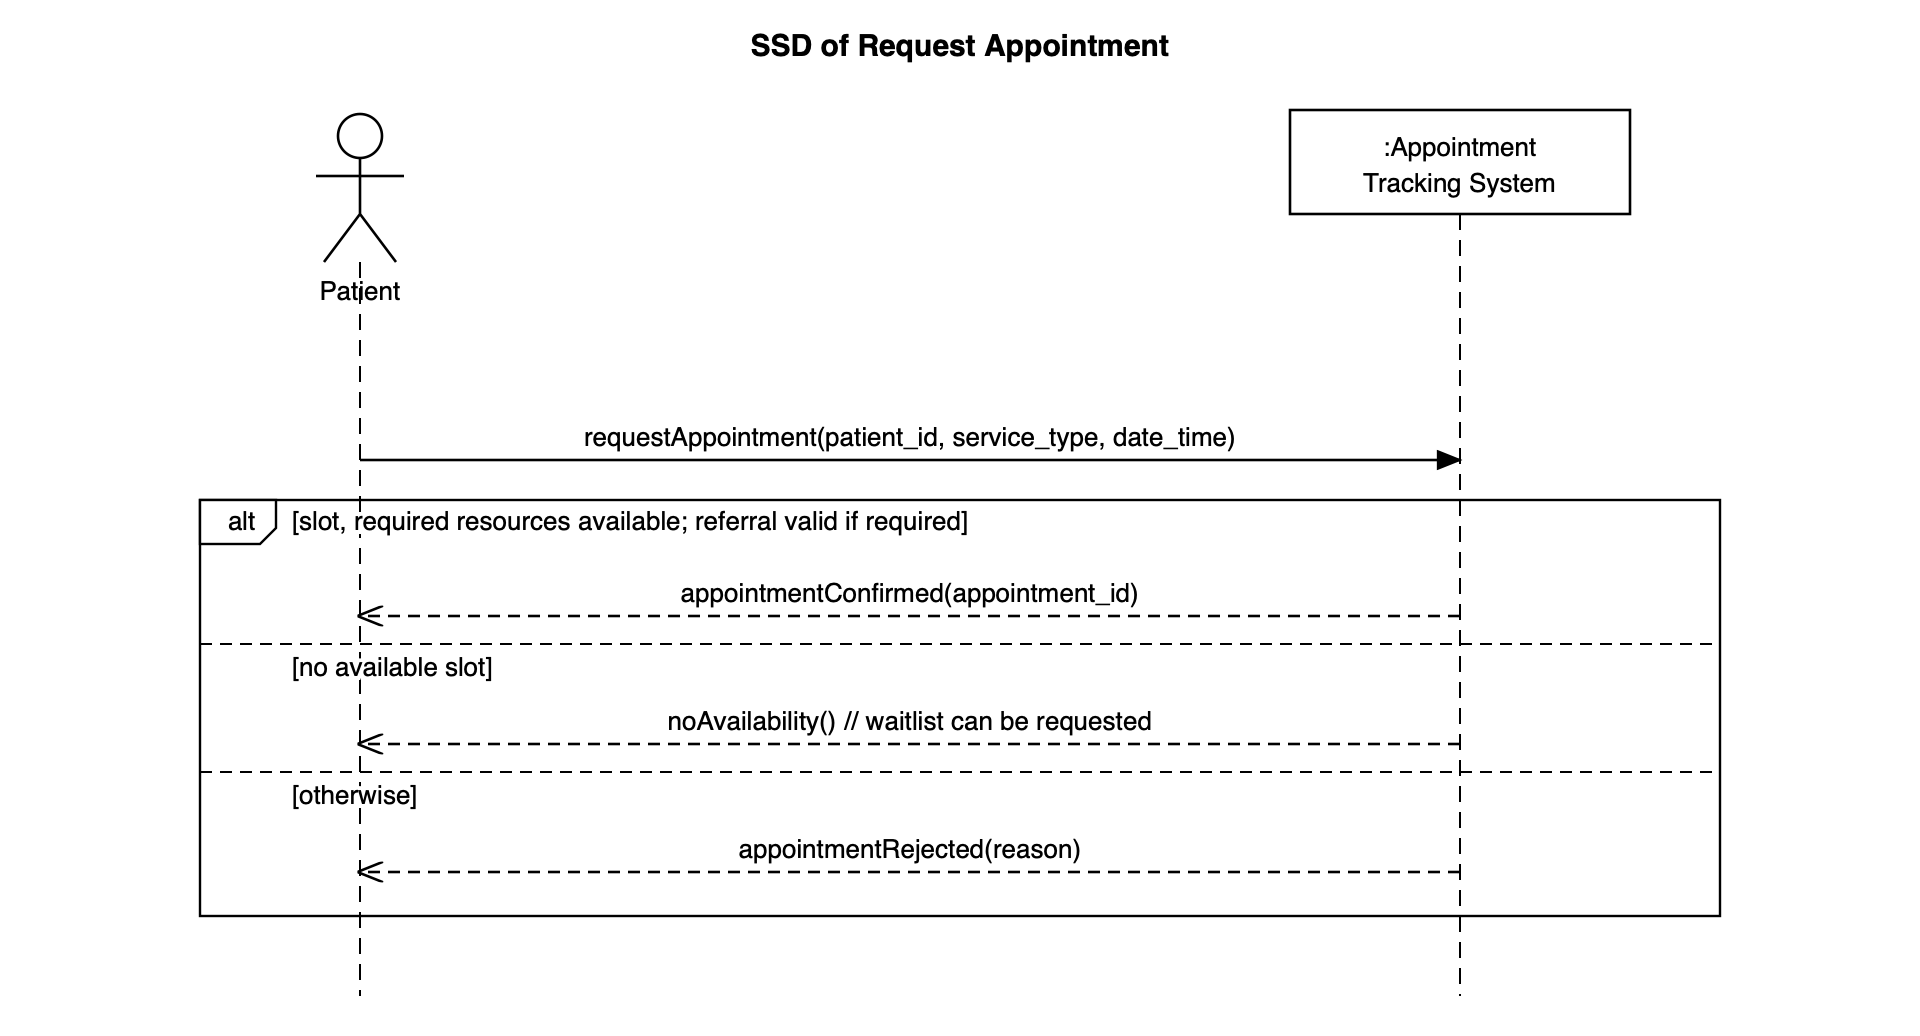 SSD of Request Appointment
:Appointment
Tracking System
Patient
requestAppointment(patient_id, service_type, date_time)
alt [slot, required resources available; referral valid if required]
appointmentConfirmed(appointment_id)
[no available slot]
noAvailability() // waitlist can be requested
[otherwise]
appointmentRejected(reason)